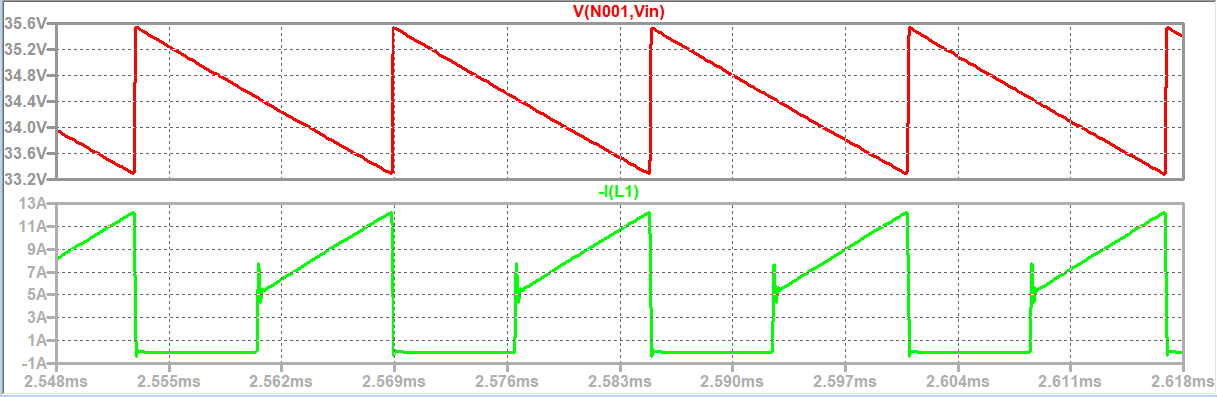 V(N001,Vin)
35.6V
35.2V
34.8V
34.4V
34.0V
33.6V
33.2V
-I(L1)
13A
11A
9A
7A
5A
3A
1A
-1A
2.548ms 2.555ms 2.562ms 2.569ms 2.576ms 2.583ms 2.590ms 2.597ms 2.604ms 2.611ms 2.618ms